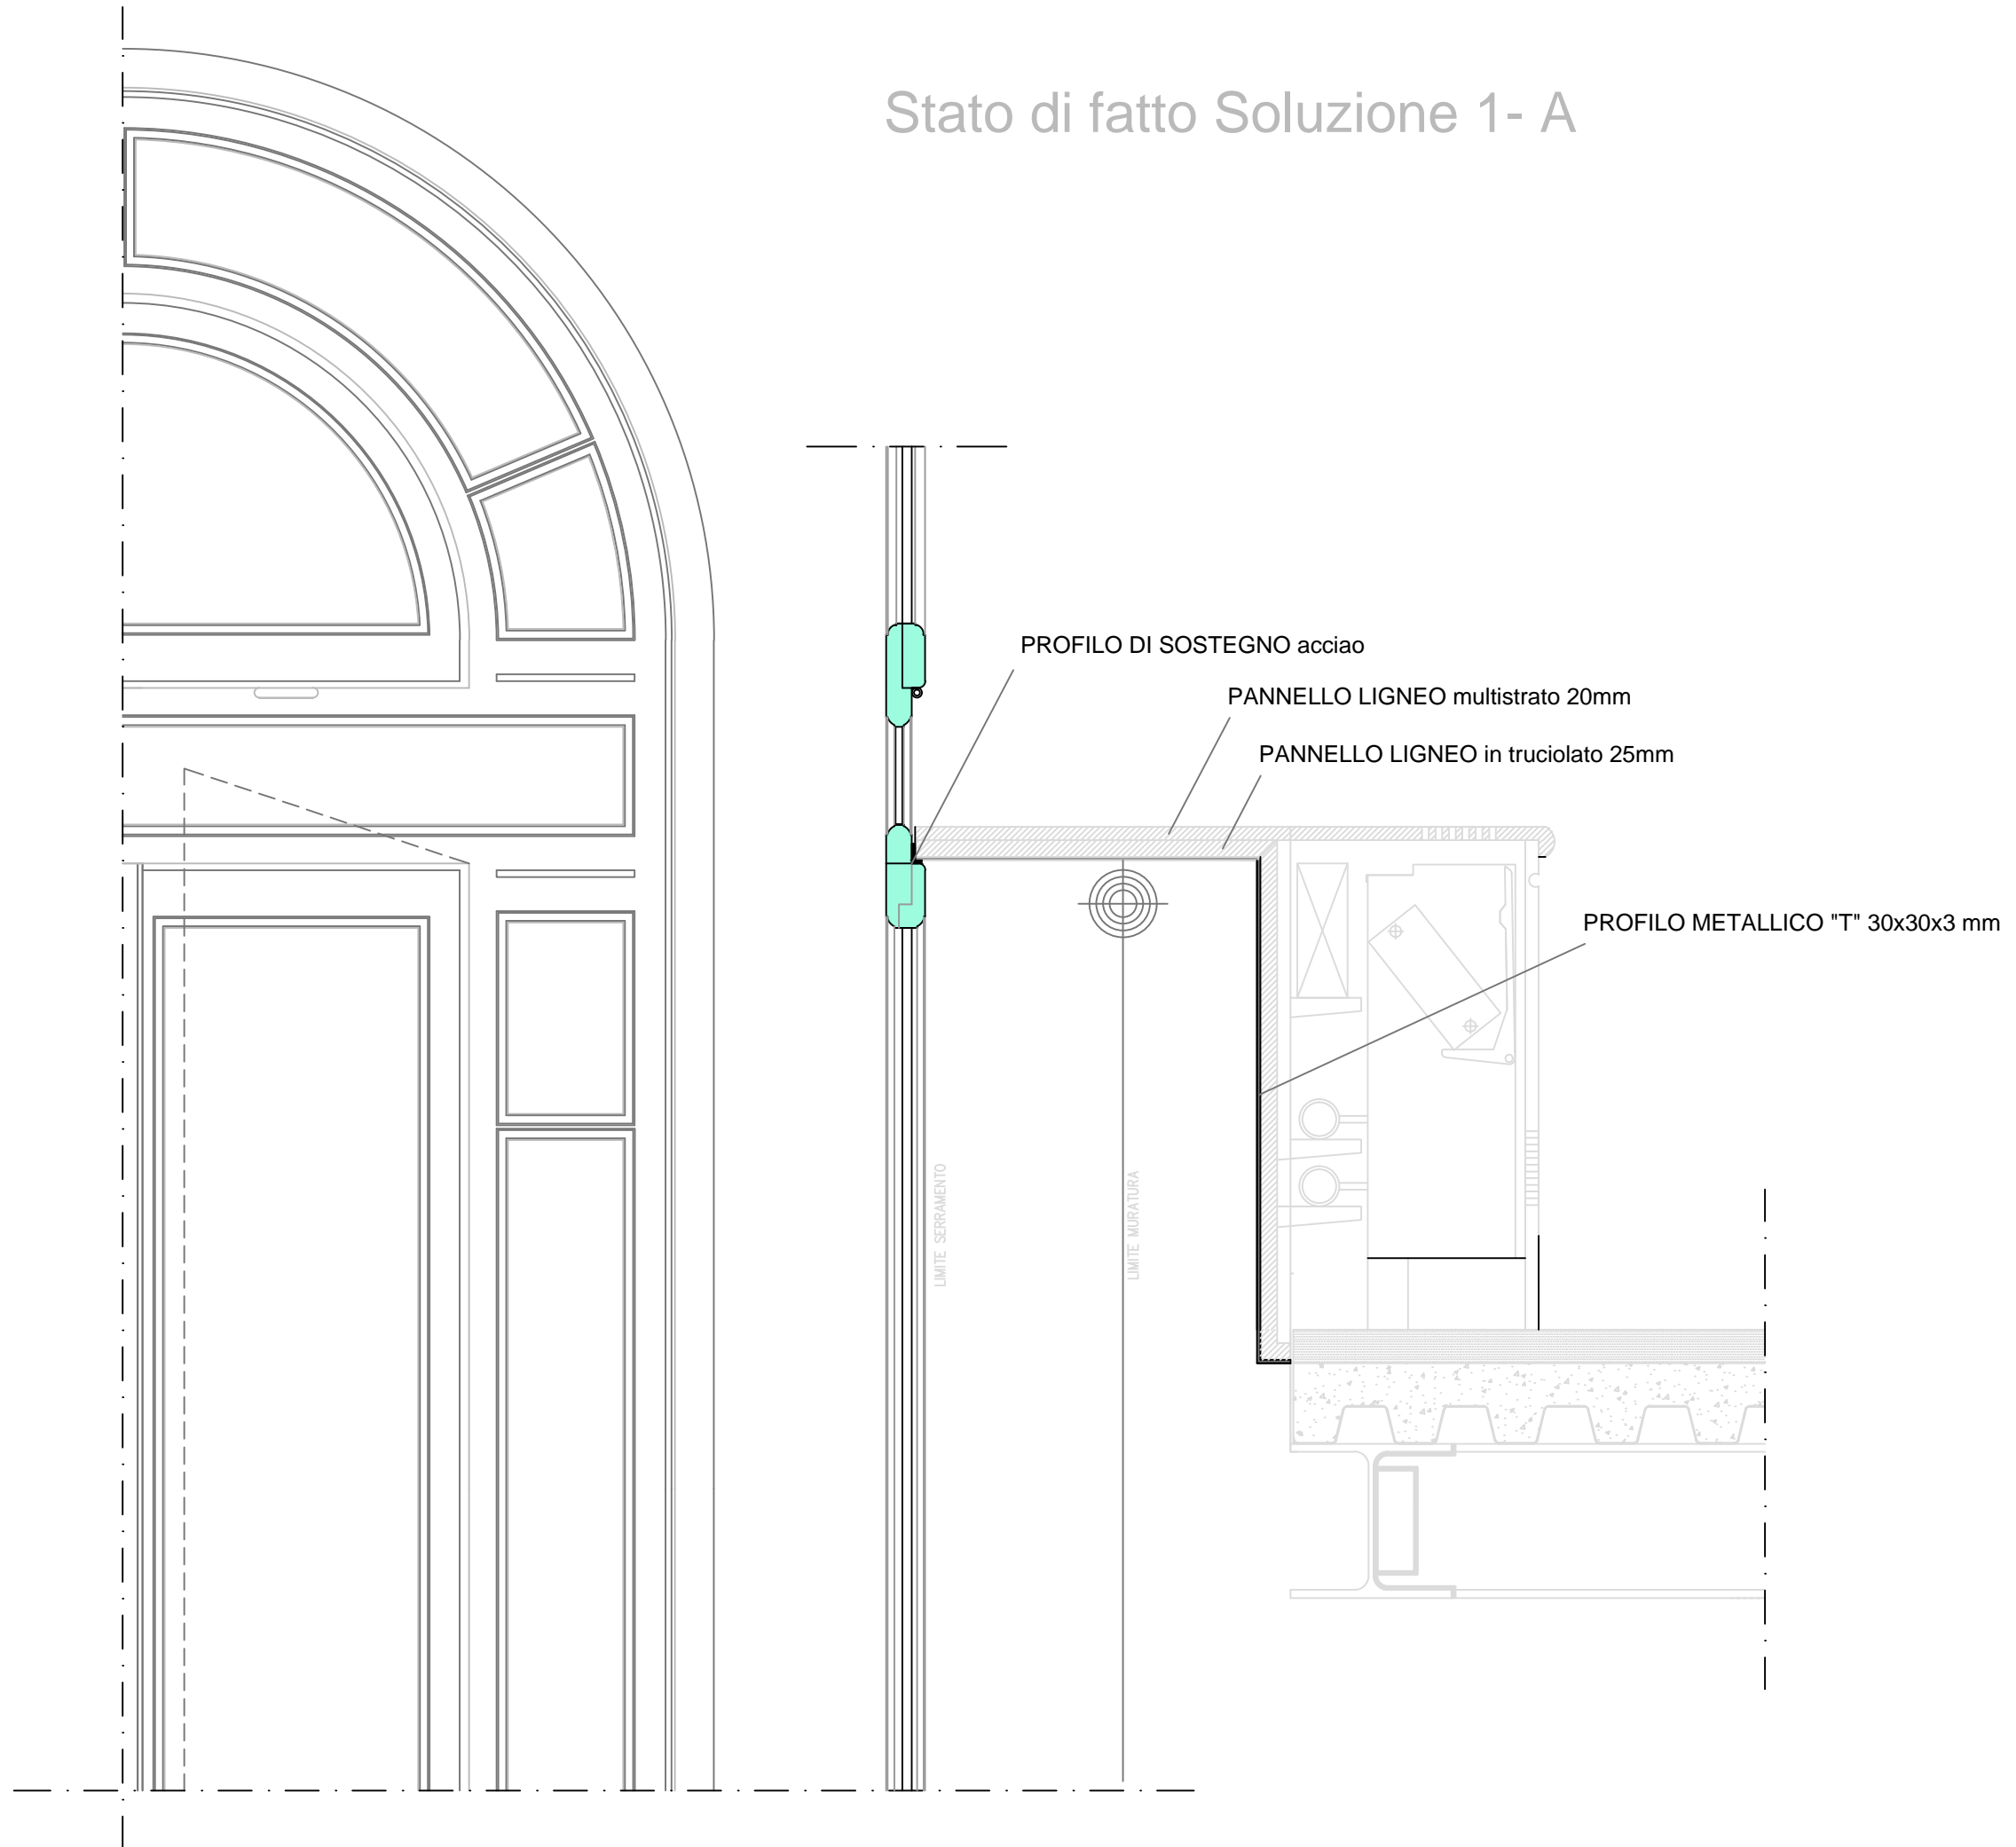 Stato di fatto Soluzione 1- A
PROFILO DI SOSTEGNO acciao
PANNELLO LIGNEO multistrato 20mm
PANNELLO LIGNEO in truciolato 25mm
PROFILO METALLICO "T" 30x30x3 mm
LIMITE SERRAMENTO
LIMITE MURATURA